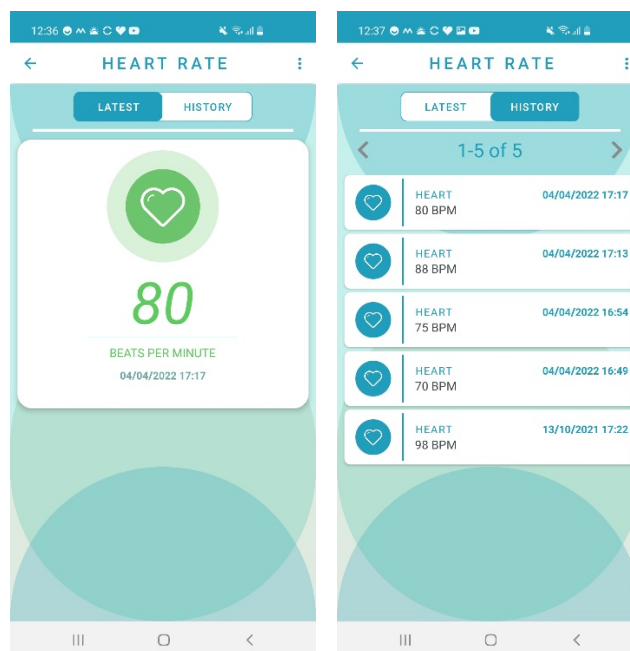 12:36
HEART RATE
LATEST HISTORY
80
BEATS PER MINUTE
04/04/2022 17:17
12:37
HEART RATE
LATEST HISTORY
1-5 of 5
HEART 04/04/2022 17:17
80 BPM
HEART 04/04/2022 17:13
88 BPM
HEART 04/04/2022 16:54
75 BPM
HEART 04/04/2022 16:49
70 BPM
HEART 13/10/2021 17:22
98 BPM